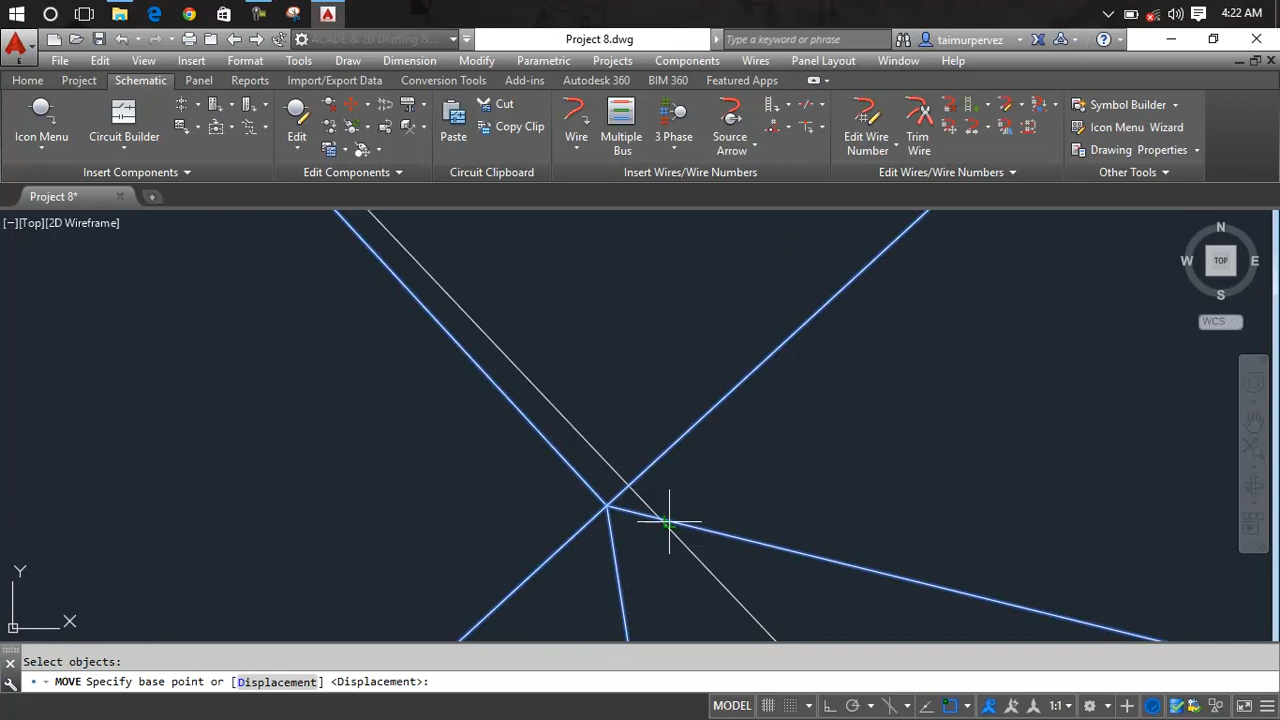 4:22 AM
ACADE & 2D Drafting &
Project 8.dwg
Type a keyword or phrase
taimurpervez
E
File Edit View Insert Format Tools Draw Dimension Modify Parametric Projects Components Wires Panel Layout Window Help
Home Project Schematic Panel Reports Import/Export Data Conversion Tools Add-ins Autodesk 360 BIM 360 Featured Apps
Icon Menu
Circuit Builder
Edit
Paste
Cut
Copy Clip
Wire
Multiple
Bus
3 Phase
Source
Arrow
Edit Wire
Number
Trim
Wire
Symbol Builder
Icon Menu Wizard
Drawing Properties
Insert Components
Edit Components
Circuit Clipboard
Insert Wires/Wire Numbers
Edit Wires/Wire Numbers
Other Tools
Project 8*
[−][Top][2D Wireframe]
N
W TOP E
S
WCS
Y
X
Select objects:
MOVE Specify base point or [Displacement] <Displacement>:
MODEL
1:1